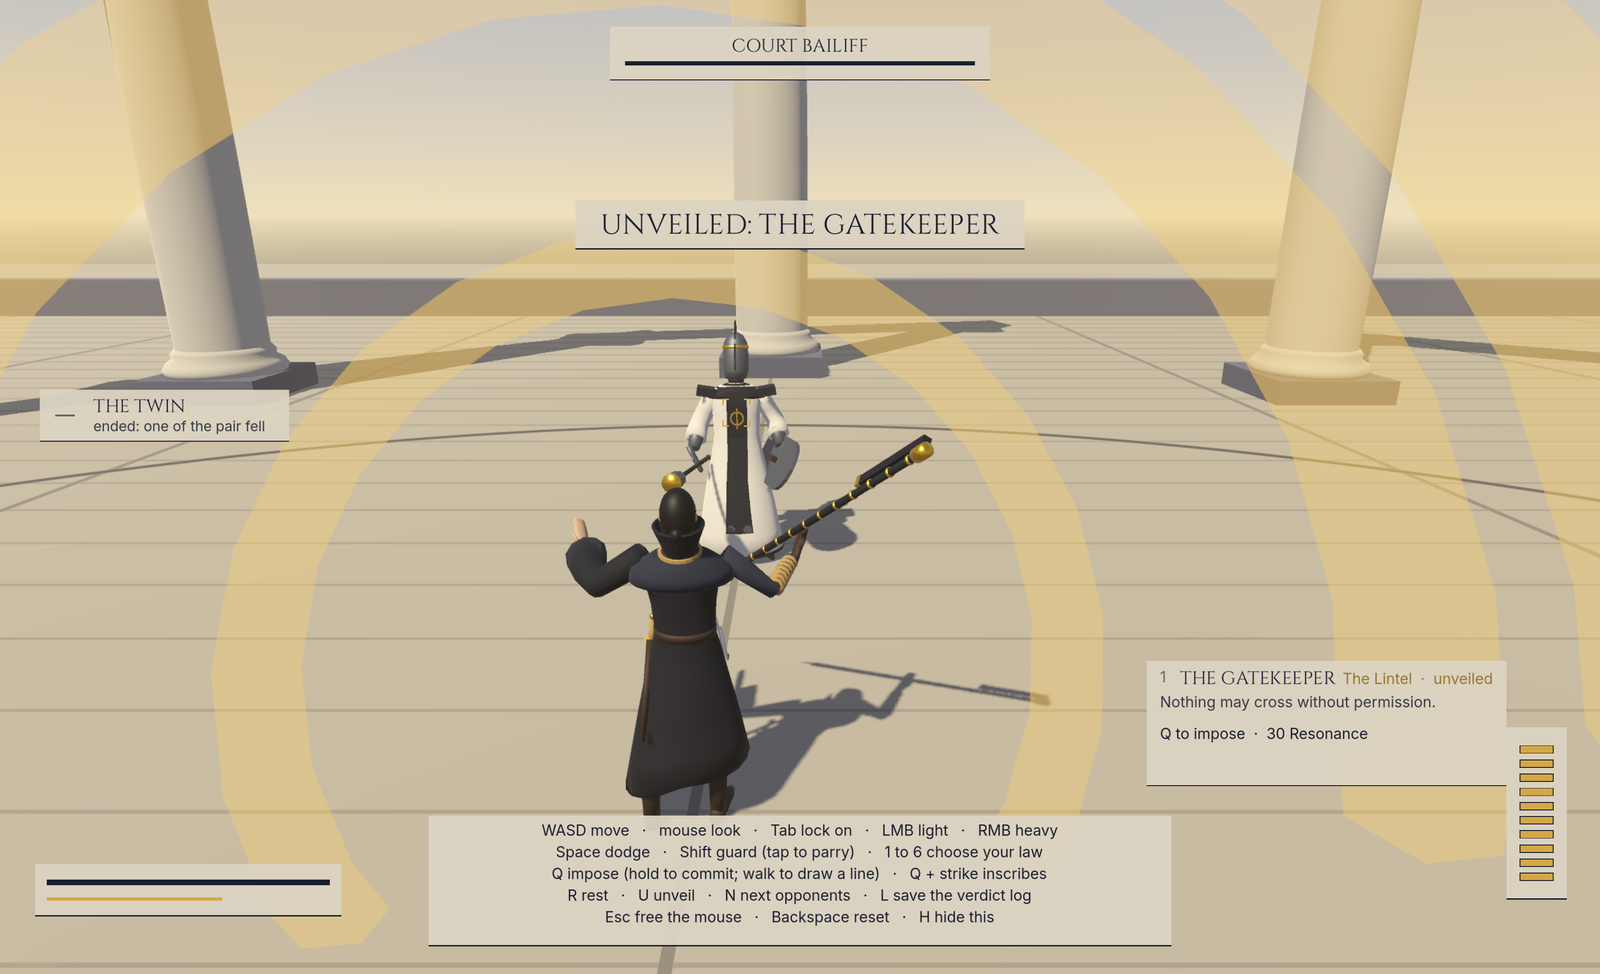 COURT BAILIFF
UNVEILED: THE GATEKEEPER
— THE TWIN
ended: one of the pair fell
1 THE GATEKEEPER The Lintel · unveiled
Nothing may cross without permission.
Q to impose · 30 Resonance
WASD move · mouse look · Tab lock on · LMB light · RMB heavy
Space dodge · Shift guard (tap to parry) · 1 to 6 choose your law
Q impose (hold to commit; walk to draw a line) · Q + strike inscribes
R rest · U unveil · N next opponents · L save the verdict log
Esc free the mouse · Backspace reset · H hide this